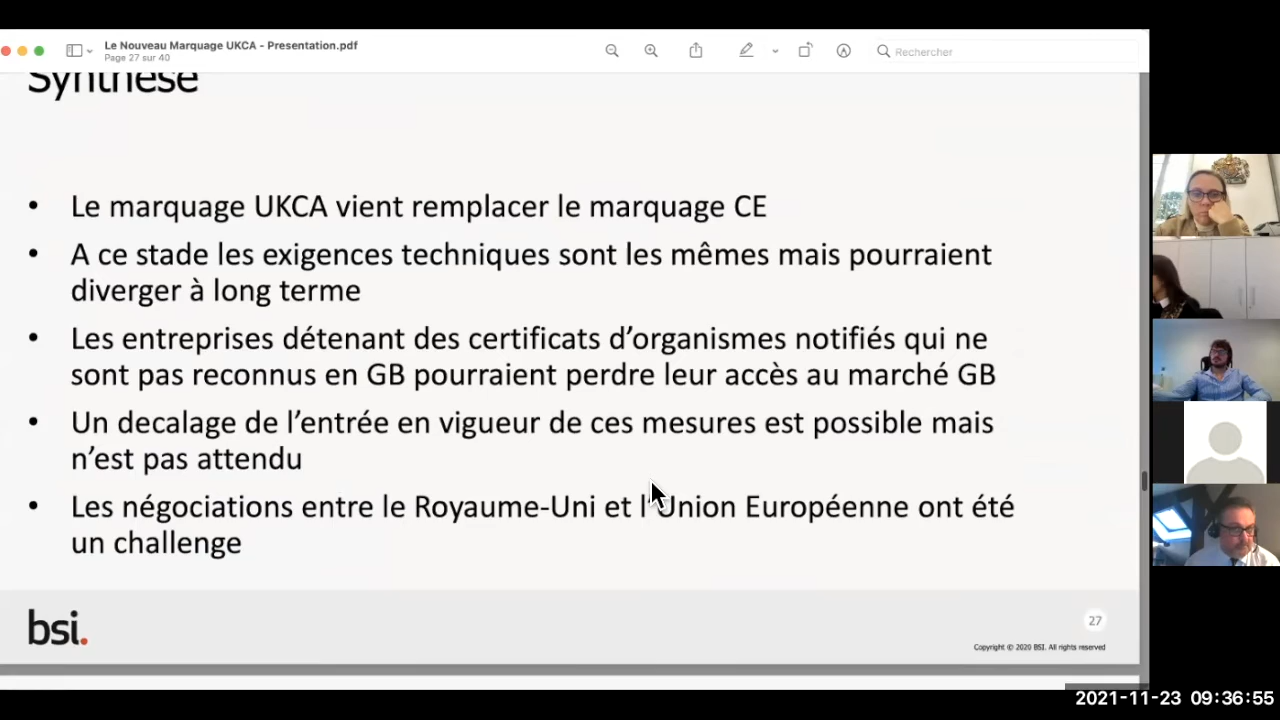 Le Nouveau Marquage UKCA - Presentation.pdf
Page 27 sur 40
Rechercher
Synthèse
• Le marquage UKCA vient remplacer le marquage CE
• A ce stade les exigences techniques sont les mêmes mais pourraient
diverger à long terme
• Les entreprises détenant des certificats d’organismes notifiés qui ne
sont pas reconnus en GB pourraient perdre leur accès au marché GB
• Un decalage de l’entrée en vigueur de ces mesures est possible mais
n’est pas attendu
• Les négociations entre le Royaume-Uni et l’Union Européenne ont été
un challenge
bsi.
27
Copyright © 2020 BSI. All rights reserved
2021-11-23 09:36:55